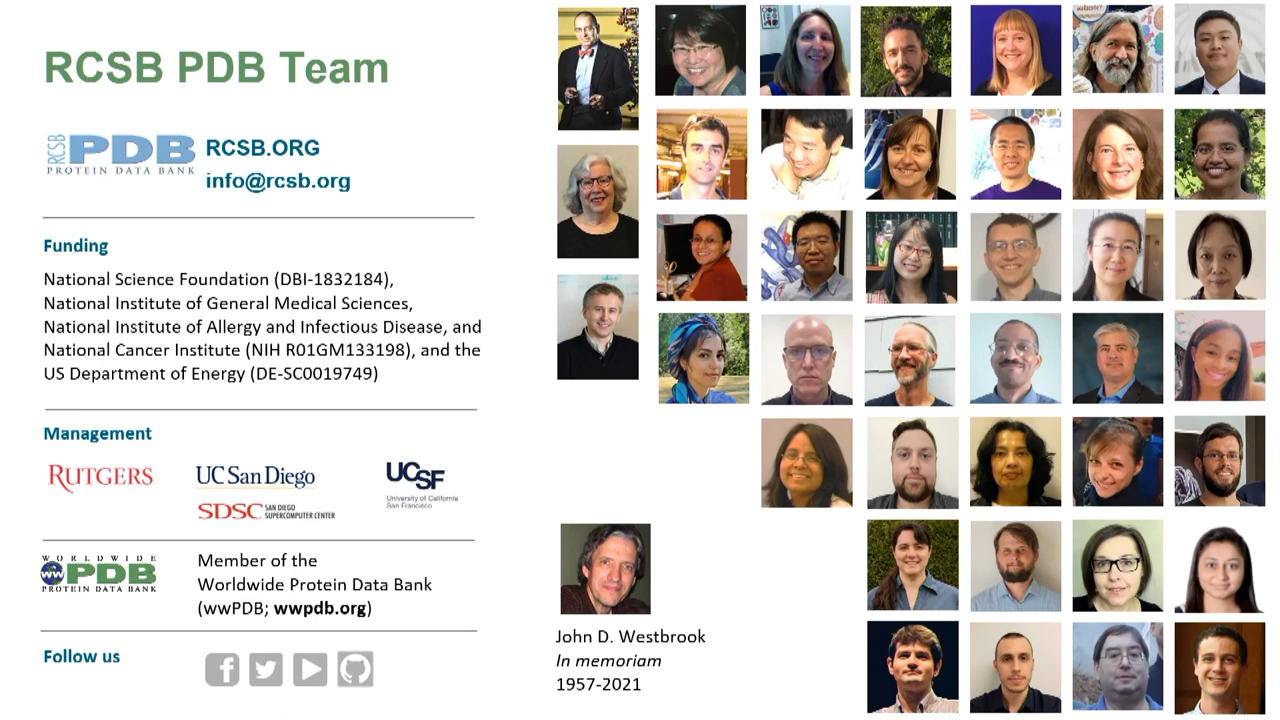 RCSB PDB Team
RCSB PDB
PROTEIN DATA BANK
RCSB.ORG
info@rcsb.org
Funding
National Science Foundation (DBI-1832184),
National Institute of General Medical Sciences,
National Institute of Allergy and Infectious Disease, and
National Cancer Institute (NIH R01GM133198), and the
US Department of Energy (DE-SC0019749)
Management
RUTGERS
UC San Diego
SDSC SAN DIEGO
SUPERCOMPUTER CENTER
UCSF
University of California
San Francisco
WORLDWIDE
ww PDB
PROTEIN DATA BANK
Member of the
Worldwide Protein Data Bank
(wwPDB; wwpdb.org)
Follow us
John D. Westbrook
In memoriam
1957-2021